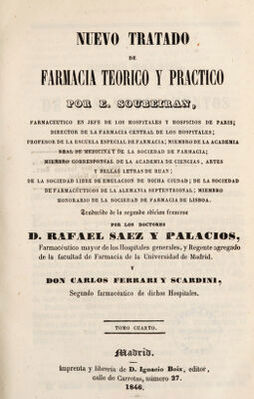 NUEVO TRATADO
DE
FARMACIA TEORICO Y PRACTICO
POR E. SOUBEIRAN,
FARMACEUTICO EN JEFE DE LOS HOSPITALES Y HOSPICIOS DE PARIS;
DIRECTOR DE LA FARMACIA CENTRAL DE LOS HOSPITALES;
PROFESOR DE LA ESCUELA ESPECIAL DE FARMACIA; MIEMBRO DE LA ACADEMIA
REAL DE MEDICINA Y DE LA SOCIEDAD DE FARMACIA;
MIEMBRO CORRESPONSAL DE LA ACADEMIA DE CIENCIAS, ARTES
Y BELLAS LETRAS DE RUAN;
DE LA SOCIEDAD LIBRE DE EMULACION DE DICHA CIUDAD; DE LA SOCIEDAD
DE FARMACÉUTICOS DE LA ALEMANIA SEPTENTRIONAL; MIEMBRO
HONORARIO DE LA SOCIEDAD DE FARMACIA DE LISBOA.
Traducido de la segunda edicion francesa
POR LOS DOCTORES
D. RAFAEL SAEZ Y PALACIOS,
Farmacéutico mayor de los Hospitales generales, y Regente agregado
de la facultad de Farmacia de la Universidad de Madrid.
Y
DON CARLOS FERRARI Y SCARDINI,
Segundo farmacéutico de dichos Hospitales.
TOMO CUARTO.
Madrid.
Imprenta y libreria de D. Ignacio Boix, editor,
calle de Carretas, número 27.
1846.